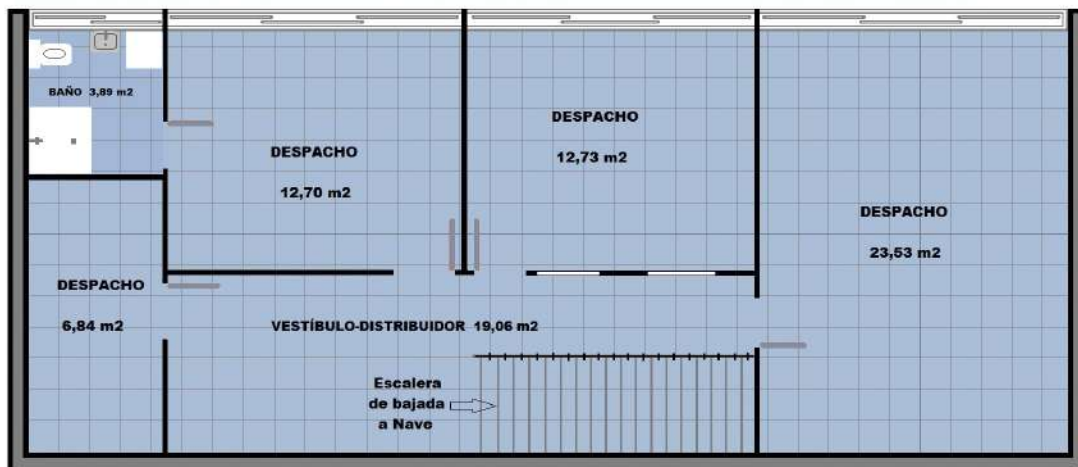 BAÑO 3,89 m2
DESPACHO
12,70 m2
DESPACHO
12,73 m2
DESPACHO
23,53 m2
DESPACHO
6,84 m2
VESTÍBULO-DISTRIBUIDOR 19,06 m2
Escalera
de bajada
a Nave